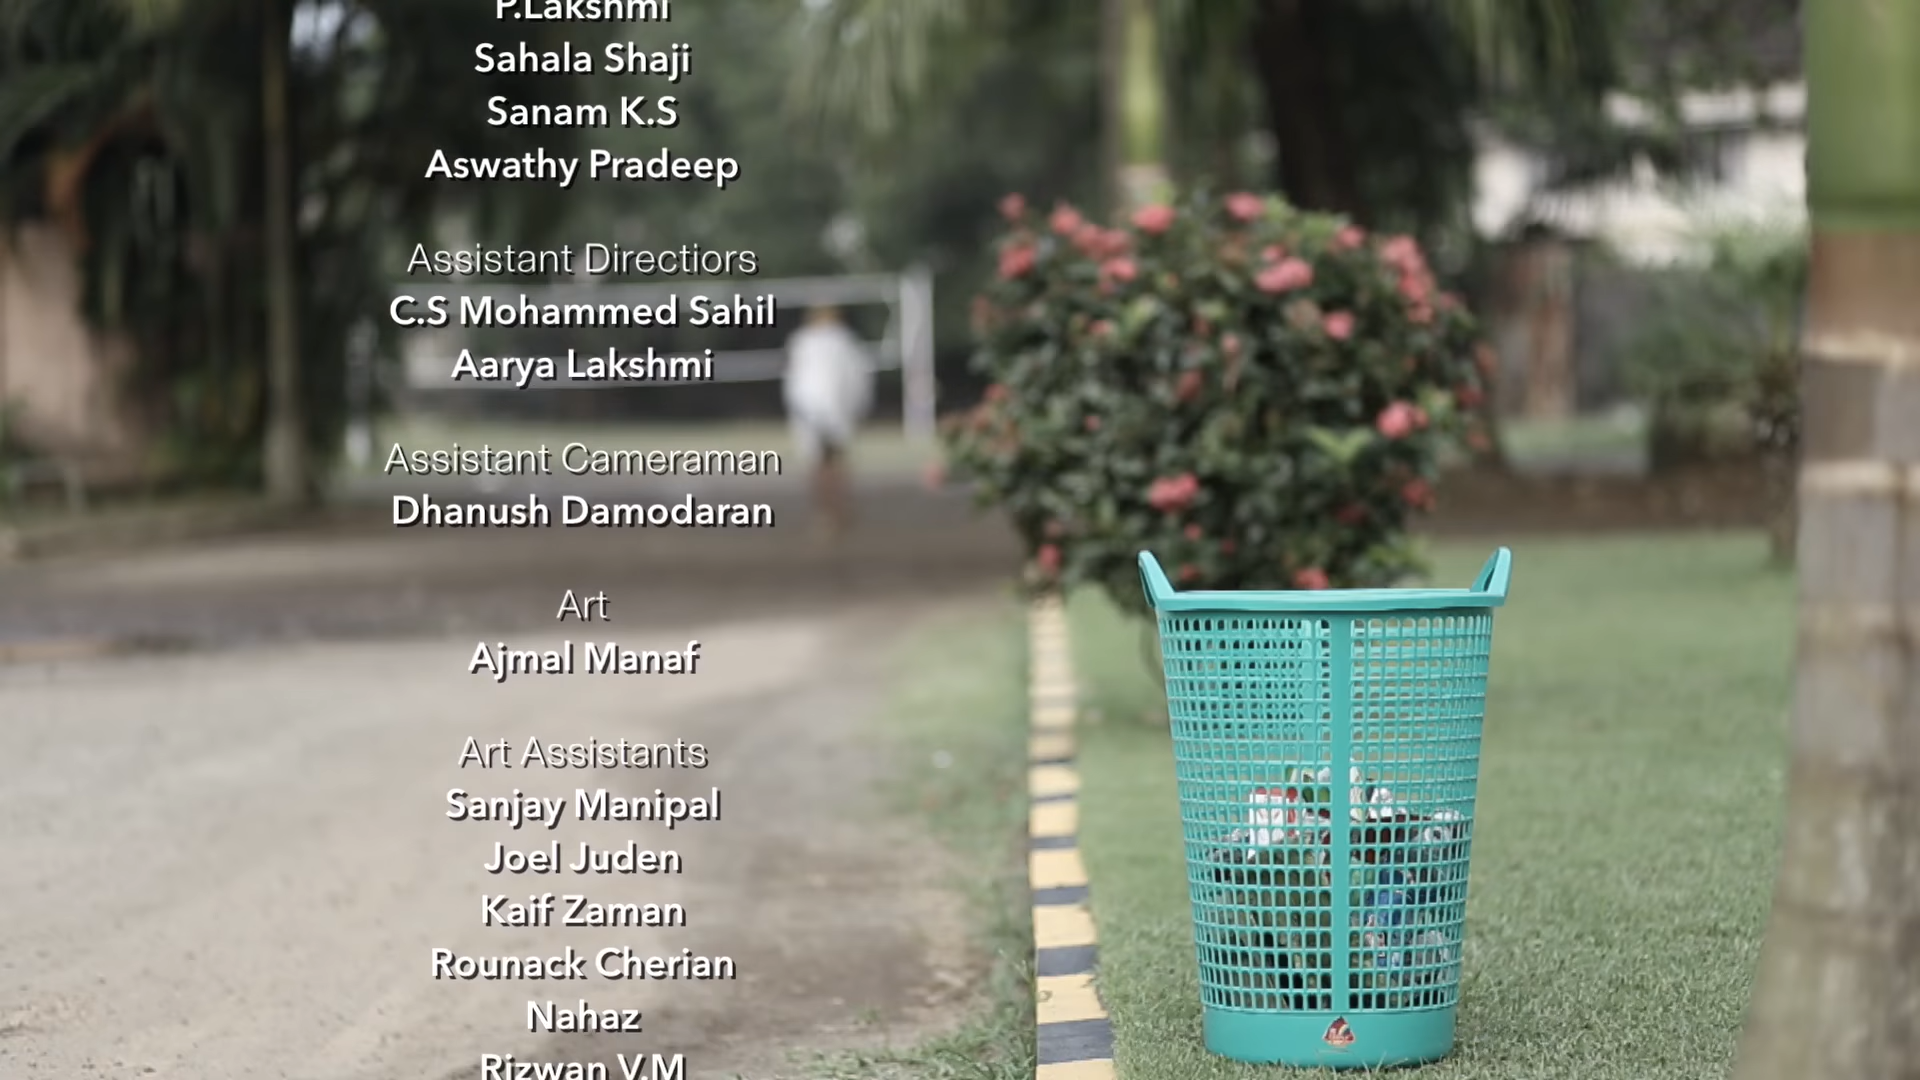 P.Lakshmi
Sahala Shaji
Sanam K.S
Aswathy Pradeep
Assistant Directiors
C.S Mohammed Sahil
Aarya Lakshmi
Assistant Cameraman
Dhanush Damodaran
Art
Ajmal Manaf
Art Assistants
Sanjay Manipal
Joel Juden
Kaif Zaman
Rounack Cherian
Nahaz
Rizwan V.M